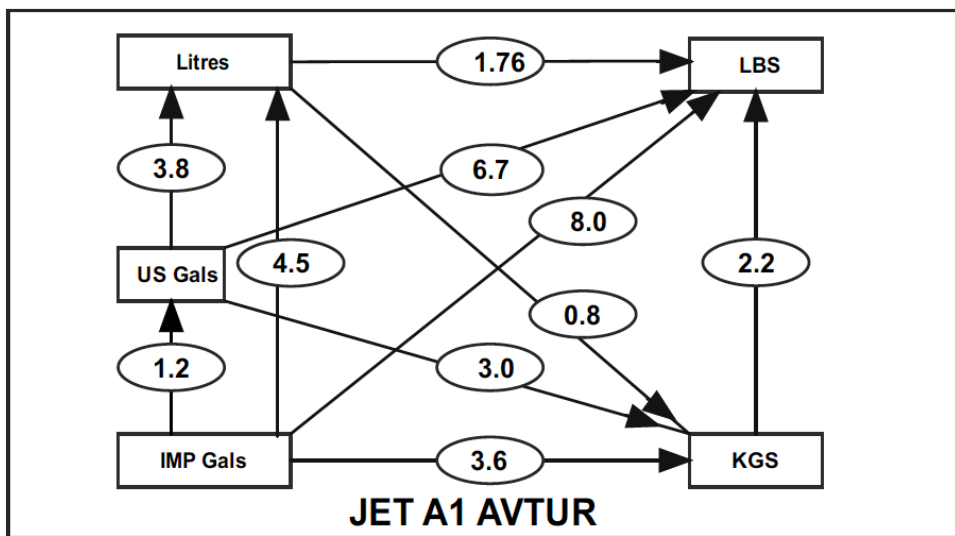 Litres
1.76
LBS
3.8
6.7
8.0
US Gals
4.5
2.2
0.8
1.2
3.0
IMP Gals
3.6
KGS
JET A1 AVTUR